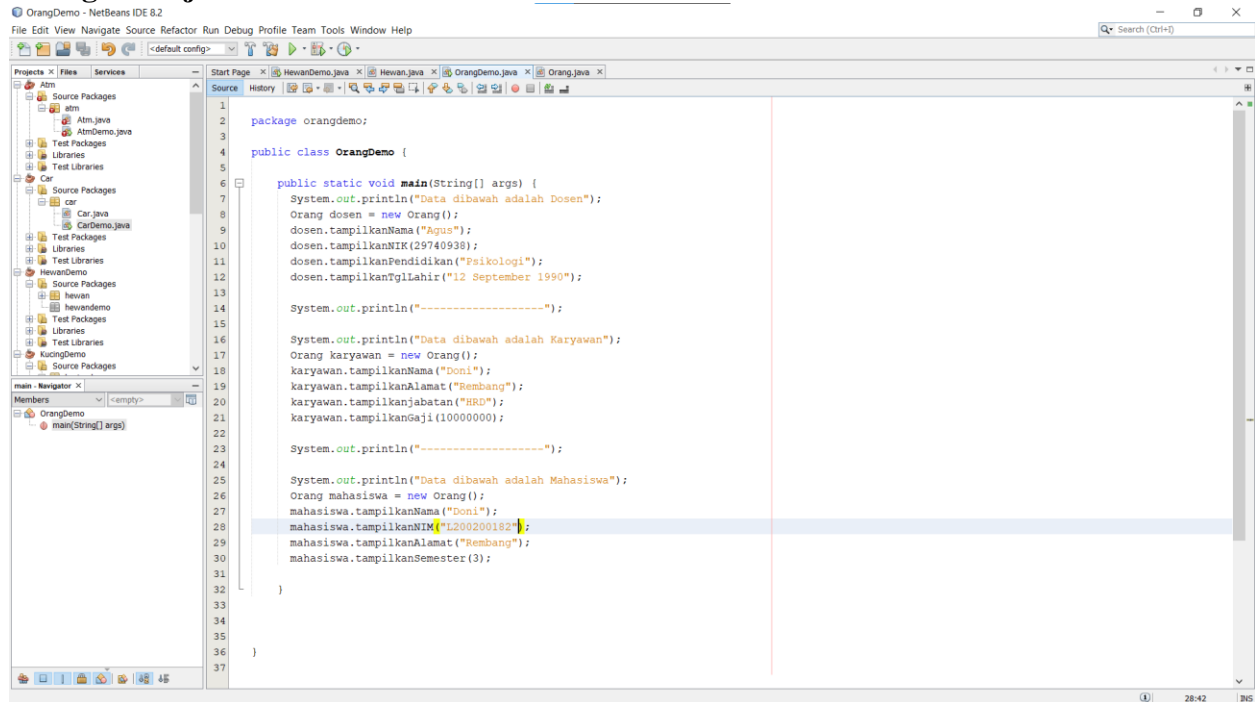 OrangDemo - NetBeans IDE 8.2
File Edit View Navigate Source Refactor Run Debug Profile Team Tools Window Help
Search (Ctrl+I)
<default config>
Projects Files Services
Start Page HewanDemo.java Hewan.java OrangDemo.java Orang.java
Source History
Atm
Source Packages
atm
Atm.java
AtmDemo.java
Test Packages
Libraries
Test Libraries
Car
Source Packages
car
Car.java
CarDemo.java
Test Packages
Libraries
Test Libraries
HewanDemo
Source Packages
hewan
hewandemo
Test Packages
Libraries
Test Libraries
KucingDemo
Source Packages
main - Navigator
Members <empty>
OrangDemo
main(String[] args)
1
2 package orangdemo;
3
4 public class OrangDemo {
5
6 public static void main(String[] args) {
7 System.out.println("Data dibawah adalah Dosen");
8 Orang dosen = new Orang();
9 dosen.tampilkanNama("Agus");
10 dosen.tampilkanNIK(29740938);
11 dosen.tampilkanPendidikan("Psikologi");
12 dosen.tampilkanTglLahir("12 September 1990");
13
14 System.out.println("-------------------");
15
16 System.out.println("Data dibawah adalah Karyawan");
17 Orang karyawan = new Orang();
18 karyawan.tampilkanNama("Doni");
19 karyawan.tampilkanAlamat("Rembang");
20 karyawan.tampilkanjabatan("HRD");
21 karyawan.tampilkanGaji(10000000);
22
23 System.out.println("-------------------");
24
25 System.out.println("Data dibawah adalah Mahasiswa");
26 Orang mahasiswa = new Orang();
27 mahasiswa.tampilkanNama("Doni");
28 mahasiswa.tampilkanNIM("L200200182");
29 mahasiswa.tampilkanAlamat("Rembang");
30 mahasiswa.tampilkanSemester(3);
31
32 }
33
34
35
36 }
37
28:42 INS